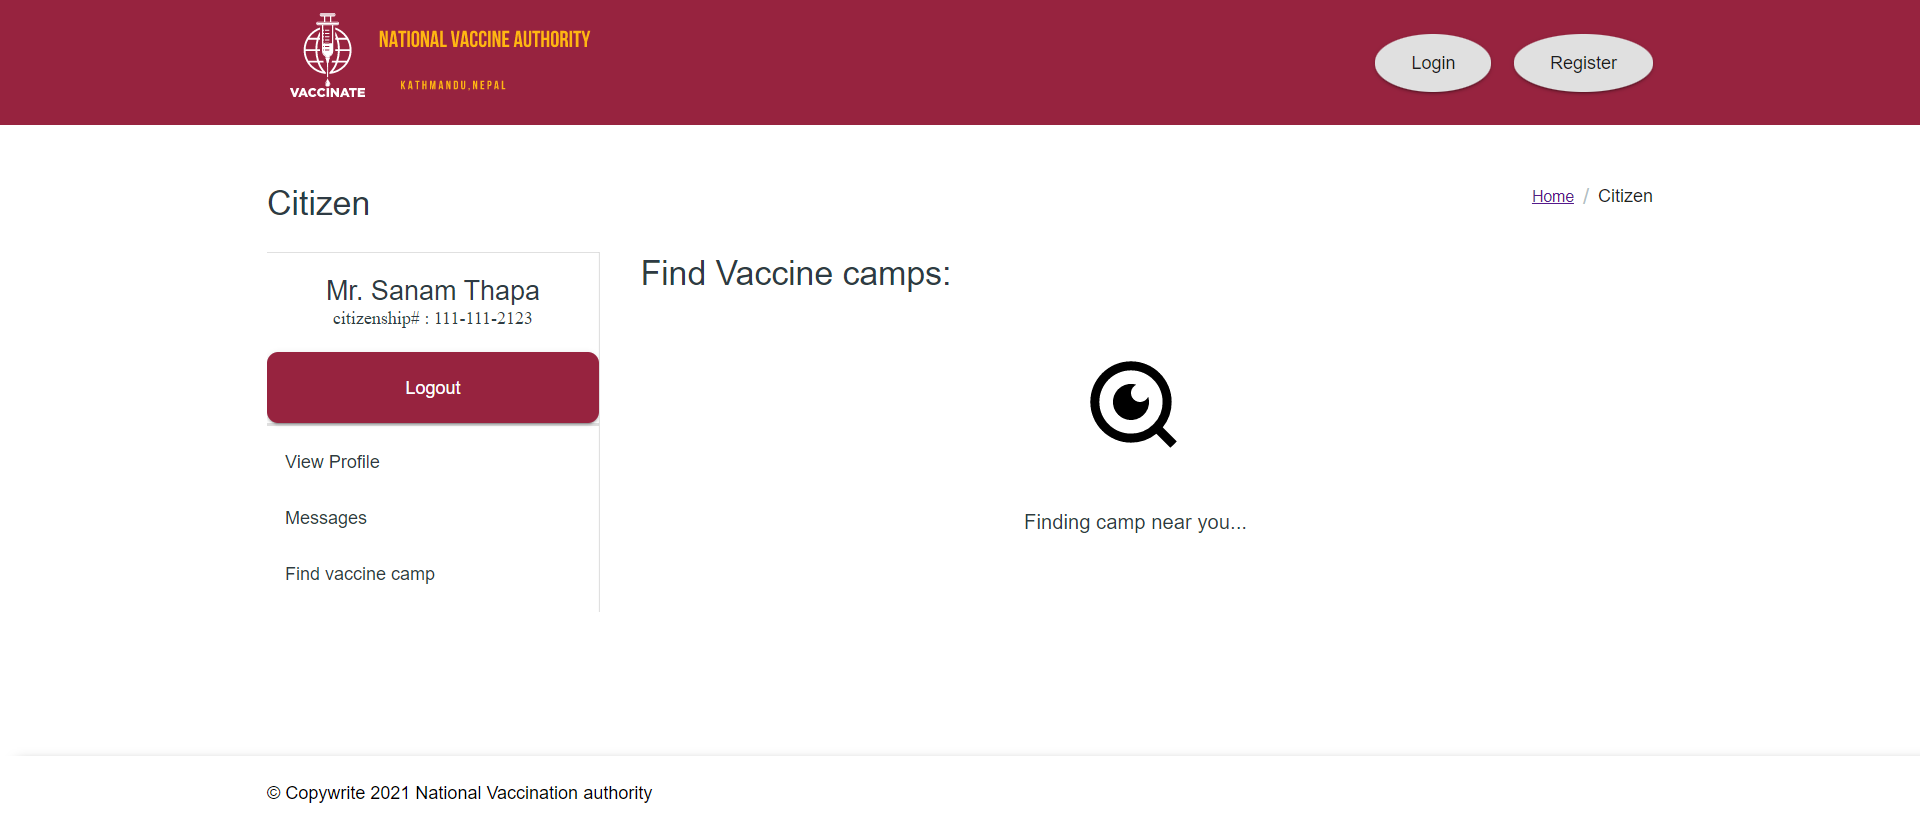 VACCINATE
NATIONAL VACCINE AUTHORITY
KATHMANDU,NEPAL
Login
Register
Citizen
Home / Citizen
Mr. Sanam Thapa
citizenship# : 111-111-2123
Logout
View Profile
Messages
Find vaccine camp
Find Vaccine camps:
Finding camp near you...
© Copywrite 2021 National Vaccination authority